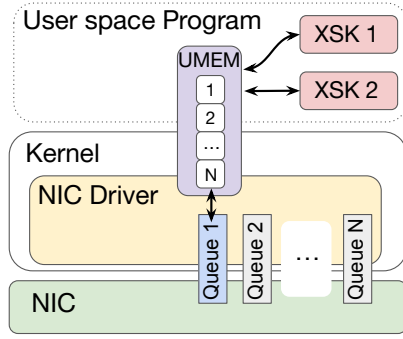 User space Program
XSK 1
UMEM
XSK 2
1
2
...
N
Kernel
NIC Driver
Queue 1
Queue 2
...
Queue N
NIC